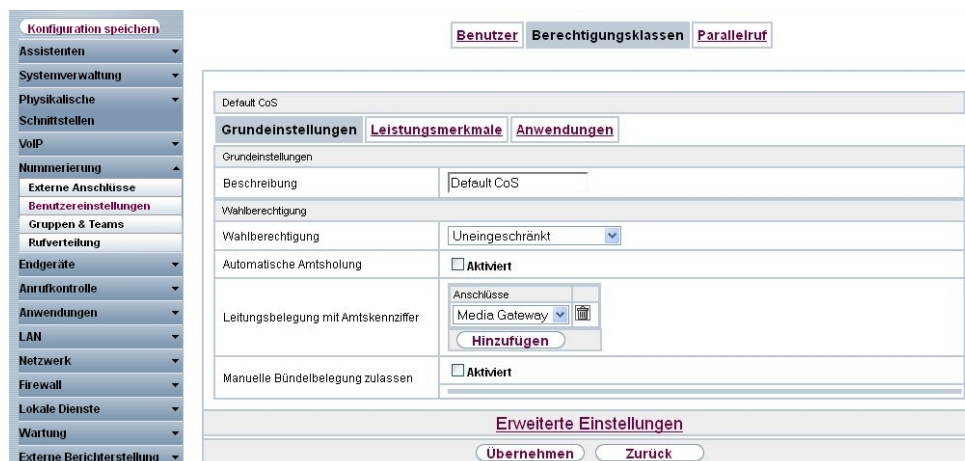 Konfiguration speichern
Assistenten
Systemverwaltung
Physikalische
Schnittstellen
VoIP
Nummerierung
Externe Anschlüsse
Benutzereinstellungen
Gruppen & Teams
Rufverteilung
Endgeräte
Anrufkontrolle
Anwendungen
LAN
Netzwerk
Firewall
Lokale Dienste
Wartung
Externe Berichterstellung
Benutzer Berechtigungsklassen Parallelruf
Default CoS
Grundeinstellungen Leistungsmerkmale Anwendungen
Grundeinstellungen
Beschreibung Default CoS
Wahlberechtigung
Wahlberechtigung Uneingeschränkt
Automatische Amtsholung Aktiviert
Anschlüsse
Leitungsbelegung mit Amtskennziffer Media Gateway
Hinzufügen
Manuelle Bündelbelegung zulassen Aktiviert
Erweiterte Einstellungen
Übernehmen Zurück